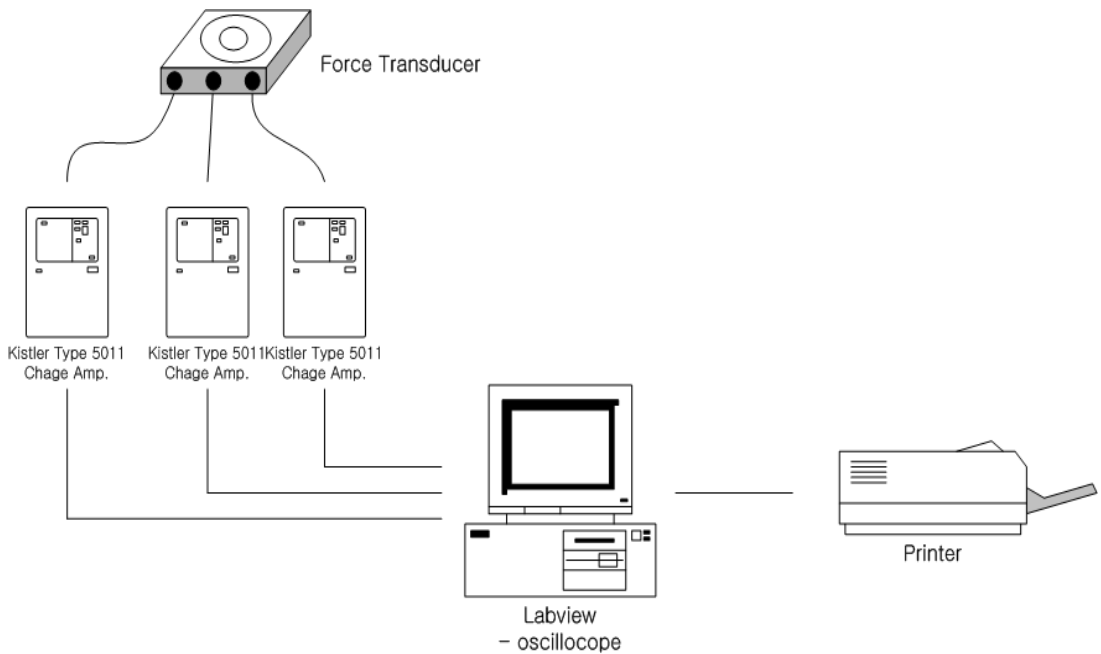 Force Transducer
Kistler Type 5011
Chage Amp.
Kistler Type 5011
Chage Amp.
Kistler Type 5011
Chage Amp.
Labview
- oscillocope
Printer